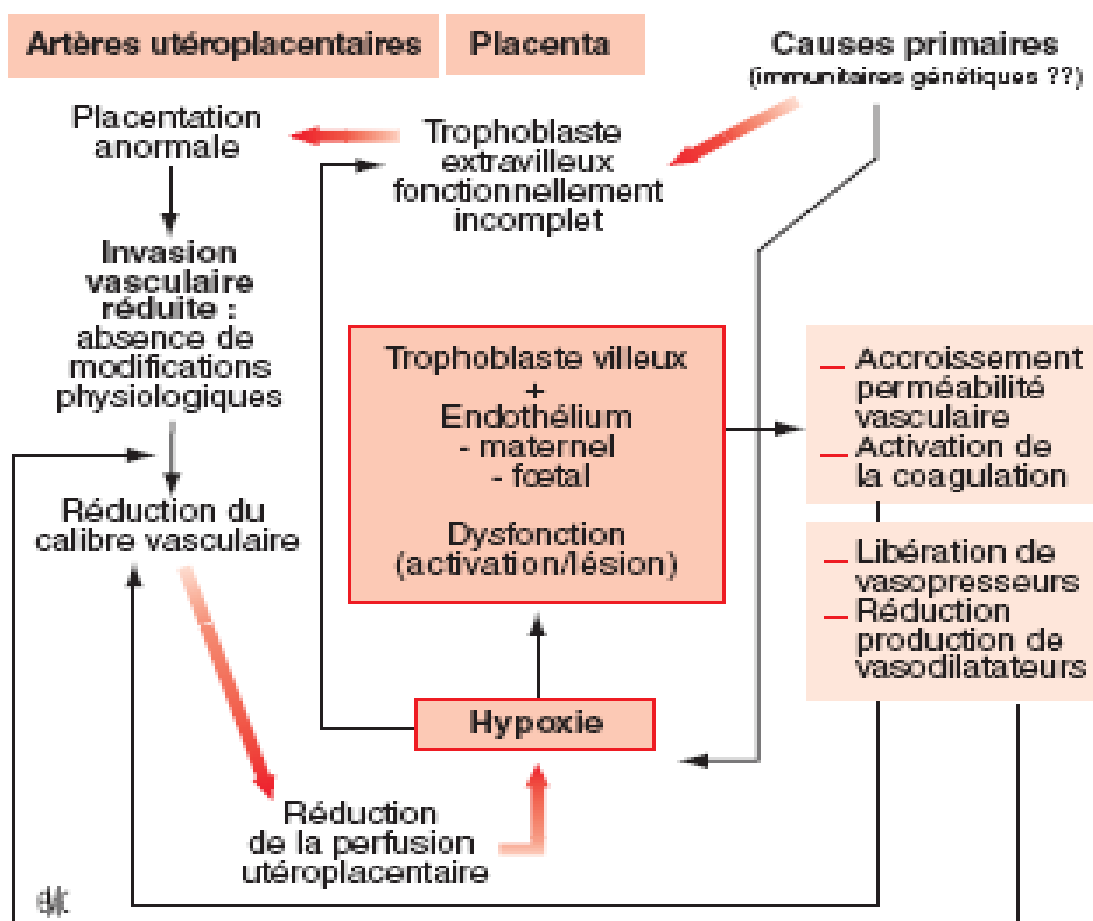 Artères utéroplacentaires
Placenta
Causes primaires
(immunitaires génétiques ??)
Placentation
anormale
Trophoblaste
extravilleux
fonctionnellement
incomplet
Invasion
vasculaire
réduite :
absence de
modifications
physiologiques
Trophoblaste villeux
+
Endothélium
- maternel
- fœtal
Dysfonction
(activation/lésion)
— Accroissement
perméabilité
vasculaire
— Activation de
la coagulation
Réduction du
calibre vasculaire
— Libération de
vasopresseurs
— Réduction
production de
vasodilatateurs
Hypoxie
Réduction
de la perfusion
utéroplacentaire